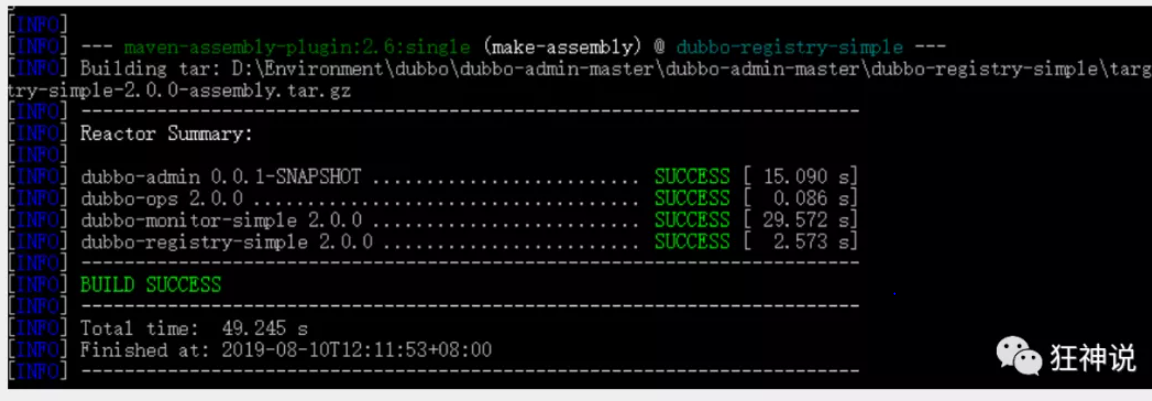 [INFO]
[INFO] --- maven-assembly-plugin:2.6:single (make-assembly) @ dubbo-registry-simple ---
[INFO] Building tar: D:\Environment\dubbo\dubbo-admin-master\dubbo-admin-master\dubbo-registry-simple\targ
try-simple-2.0.0-assembly.tar.gz
[INFO] ------------------------------------------------------------------------
[INFO] Reactor Summary:
[INFO]
[INFO] dubbo-admin 0.0.1-SNAPSHOT ......................... SUCCESS [ 15.090 s]
[INFO] dubbo-ops 2.0.0 .................................... SUCCESS [  0.086 s]
[INFO] dubbo-monitor-simple 2.0.0 ......................... SUCCESS [ 29.572 s]
[INFO] dubbo-registry-simple 2.0.0 ........................ SUCCESS [  2.573 s]
[INFO] ------------------------------------------------------------------------
[INFO] BUILD SUCCESS
[INFO] ------------------------------------------------------------------------
[INFO] Total time:  49.245 s
[INFO] Finished at: 2019-08-10T12:11:53+08:00
[INFO] ------------------------------------------------------------------------
狂神说